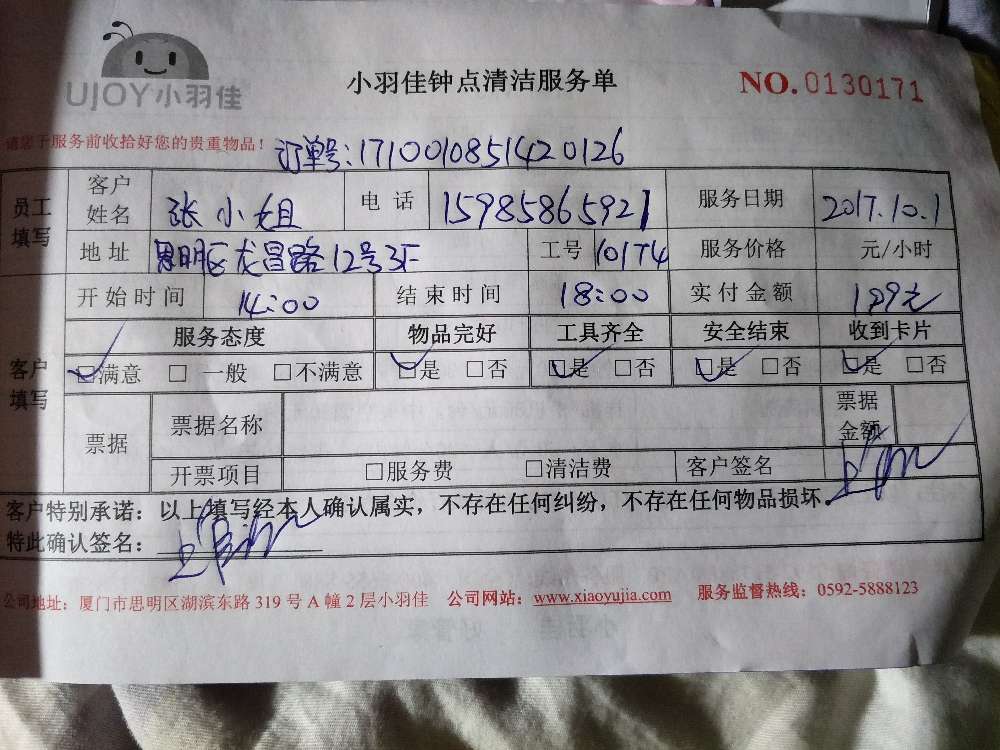 UJOY小羽佳
小羽佳钟点清洁服务单
NO.0130171
请您于服务前收拾好您的贵重物品！
订单号:1710010851420126
员工填写
客户姓名 张小姐 电话 15985865921 服务日期 2017.10.1
地址 思明区龙昌路12号3F 工号 10174 服务价格 元/小时
开始时间 14:00 结束时间 18:00 实付金额 199元
客户填写
服务态度 物品完好 工具齐全 安全结束 收到卡片
☑满意 □一般 □不满意 ☑是 □否 ☑是 □否 ☑是 □否 ☑是 □否
票据 票据名称 票据金额
开票项目 □服务费 □清洁费 客户签名
客户特别承诺：以上填写经本人确认属实，不存在任何纠纷，不存在任何物品损坏.
特此确认签名：
公司地址：厦门市思明区湖滨东路319号A幢2层小羽佳 公司网站：www.xiaoyujia.com 服务监督热线：0592-5888123